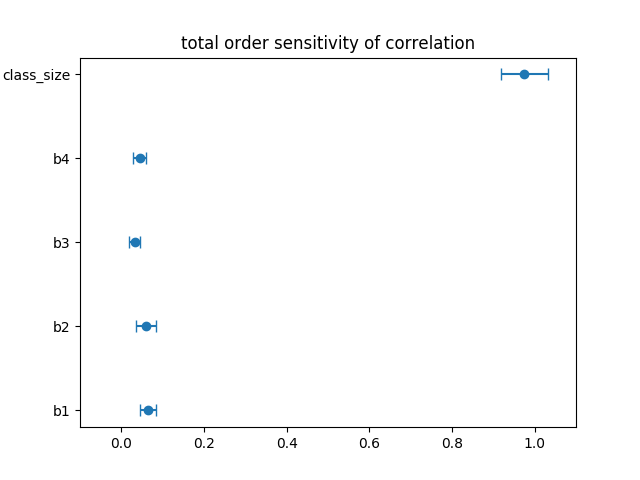 total order sensitivity of correlation
class_size
b4
b3
b2
b1
0.0 0.2 0.4 0.6 0.8 1.0